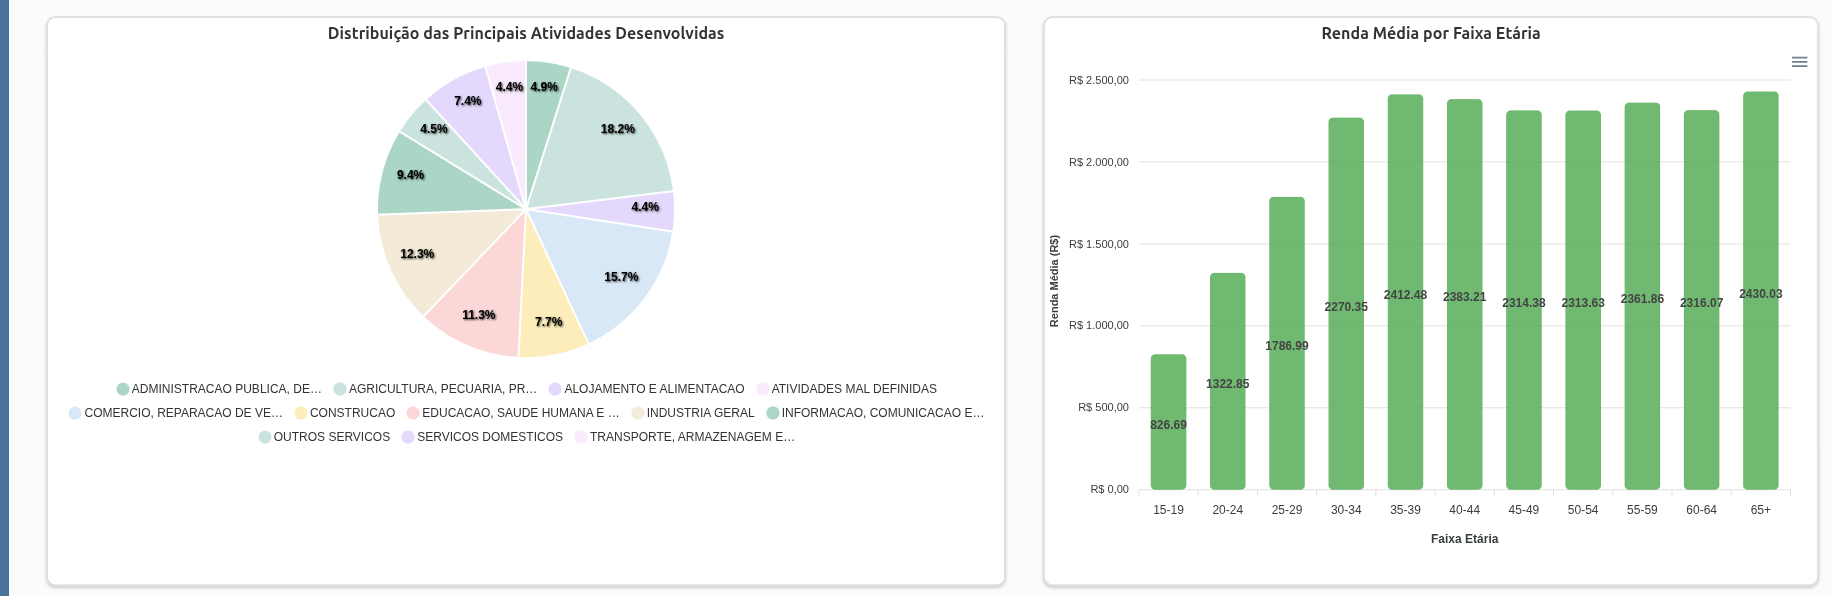 Distribuição das Principais Atividades Desenvolvidas
4.4% 4.9%
7.4%
18.2%
4.5%
9.4%
4.4%
12.3%
15.7%
11.3%
7.7%
ADMINISTRACAO PUBLICA, DE… AGRICULTURA, PECUARIA, PR… ALOJAMENTO E ALIMENTACAO ATIVIDADES MAL DEFINIDAS
COMERCIO, REPARACAO DE VE… CONSTRUCAO EDUCACAO, SAUDE HUMANA E … INDUSTRIA GERAL INFORMACAO, COMUNICACAO E…
OUTROS SERVICOS SERVICOS DOMESTICOS TRANSPORTE, ARMAZENAGEM E…
Renda Média por Faixa Etária
Renda Média (R$)
R$ 2.500,00
R$ 2.000,00
R$ 1.500,00
R$ 1.000,00
R$ 500,00
R$ 0,00
826.69 1322.85 1786.99 2270.35 2412.48 2383.21 2314.38 2313.63 2361.86 2316.07 2430.03
15-19 20-24 25-29 30-34 35-39 40-44 45-49 50-54 55-59 60-64 65+
Faixa Etária